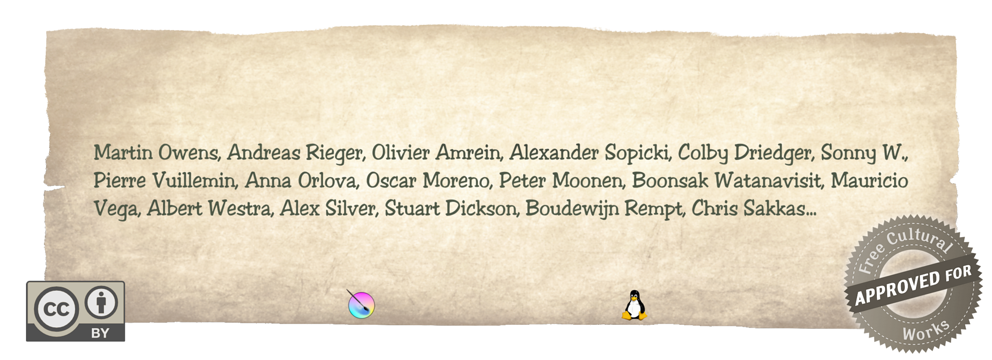 Martin Owens, Andreas Rieger, Olivier Amrein, Alexander Sopicki, Colby Driedger, Sonny W.,
Pierre Vuillemin, Anna Orlova, Oscar Moreno, Peter Moonen, Boonsak Watanavisit, Mauricio
Vega, Albert Westra, Alex Silver, Stuart Dickson, Boudewijn Rempt, Chris Sakkas...
Free Cultural
APPROVED FOR
Works
cc
BY